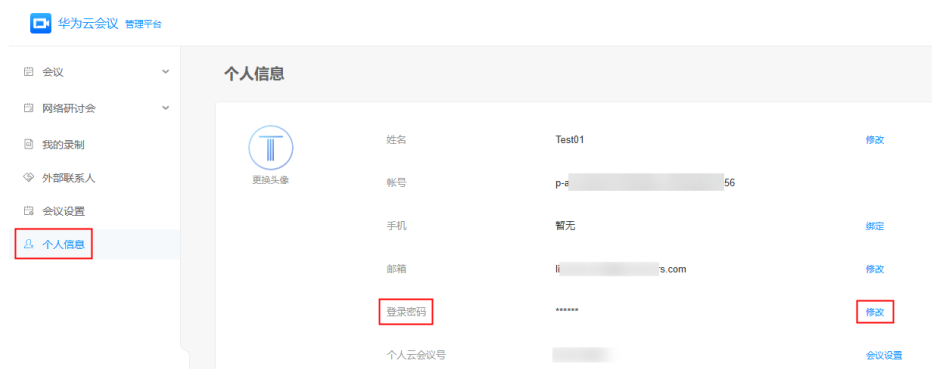 华为云会议 管理平台
会议
网络研讨会
我的录制
外部联系人
会议设置
个人信息
个人信息
更换头像
姓名 Test01 修改
帐号 p-a 56
手机 暂无 绑定
邮箱 li s.com 修改
登录密码 ****** 修改
个人云会议号 会议设置